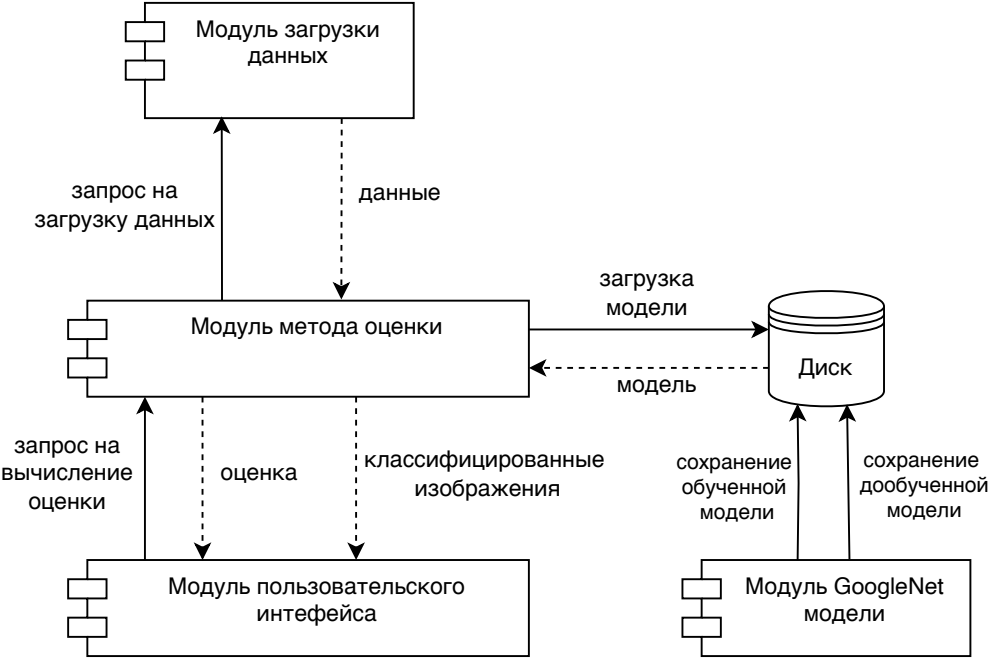 Модуль загрузки
данных
запрос на
загрузку данных
данные
Модуль метода оценки
загрузка
модели
Диск
модель
запрос на
вычисление
оценки
оценка
классифицированные
изображения
сохранение
обученной
модели
сохранение
дообученной
модели
Модуль пользовательского
интефейса
Модуль GoogleNet
модели